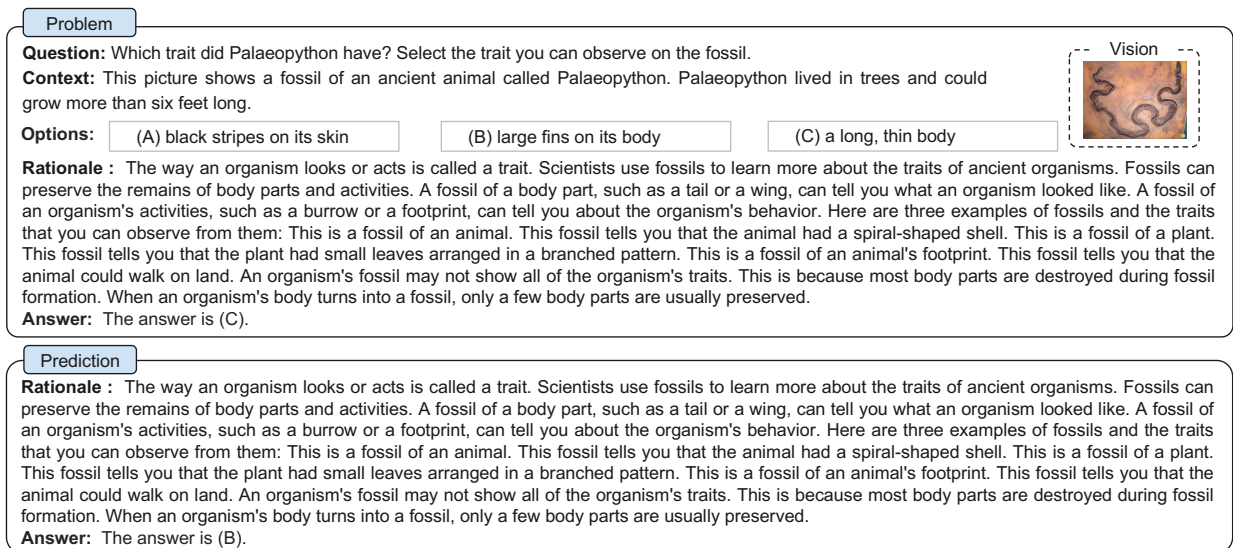 Problem
Question: Which trait did Palaeopython have? Select the trait you can observe on the fossil.
Vision
Context: This picture shows a fossil of an ancient animal called Palaeopython. Palaeopython lived in trees and could
grow more than six feet long.
Options: (A) black stripes on its skin (B) large fins on its body (C) a long, thin body
Rationale : The way an organism looks or acts is called a trait. Scientists use fossils to learn more about the traits of ancient organisms. Fossils can
preserve the remains of body parts and activities. A fossil of a body part, such as a tail or a wing, can tell you what an organism looked like. A fossil of
an organism's activities, such as a burrow or a footprint, can tell you about the organism's behavior. Here are three examples of fossils and the traits
that you can observe from them: This is a fossil of an animal. This fossil tells you that the animal had a spiral-shaped shell. This is a fossil of a plant.
This fossil tells you that the plant had small leaves arranged in a branched pattern. This is a fossil of an animal's footprint. This fossil tells you that the
animal could walk on land. An organism's fossil may not show all of the organism's traits. This is because most body parts are destroyed during fossil
formation. When an organism's body turns into a fossil, only a few body parts are usually preserved.
Answer: The answer is (C).
Prediction
Rationale : The way an organism looks or acts is called a trait. Scientists use fossils to learn more about the traits of ancient organisms. Fossils can
preserve the remains of body parts and activities. A fossil of a body part, such as a tail or a wing, can tell you what an organism looked like. A fossil of
an organism's activities, such as a burrow or a footprint, can tell you about the organism's behavior. Here are three examples of fossils and the traits
that you can observe from them: This is a fossil of an animal. This fossil tells you that the animal had a spiral-shaped shell. This is a fossil of a plant.
This fossil tells you that the plant had small leaves arranged in a branched pattern. This is a fossil of an animal's footprint. This fossil tells you that the
animal could walk on land. An organism's fossil may not show all of the organism's traits. This is because most body parts are destroyed during fossil
formation. When an organism's body turns into a fossil, only a few body parts are usually preserved.
Answer: The answer is (B).